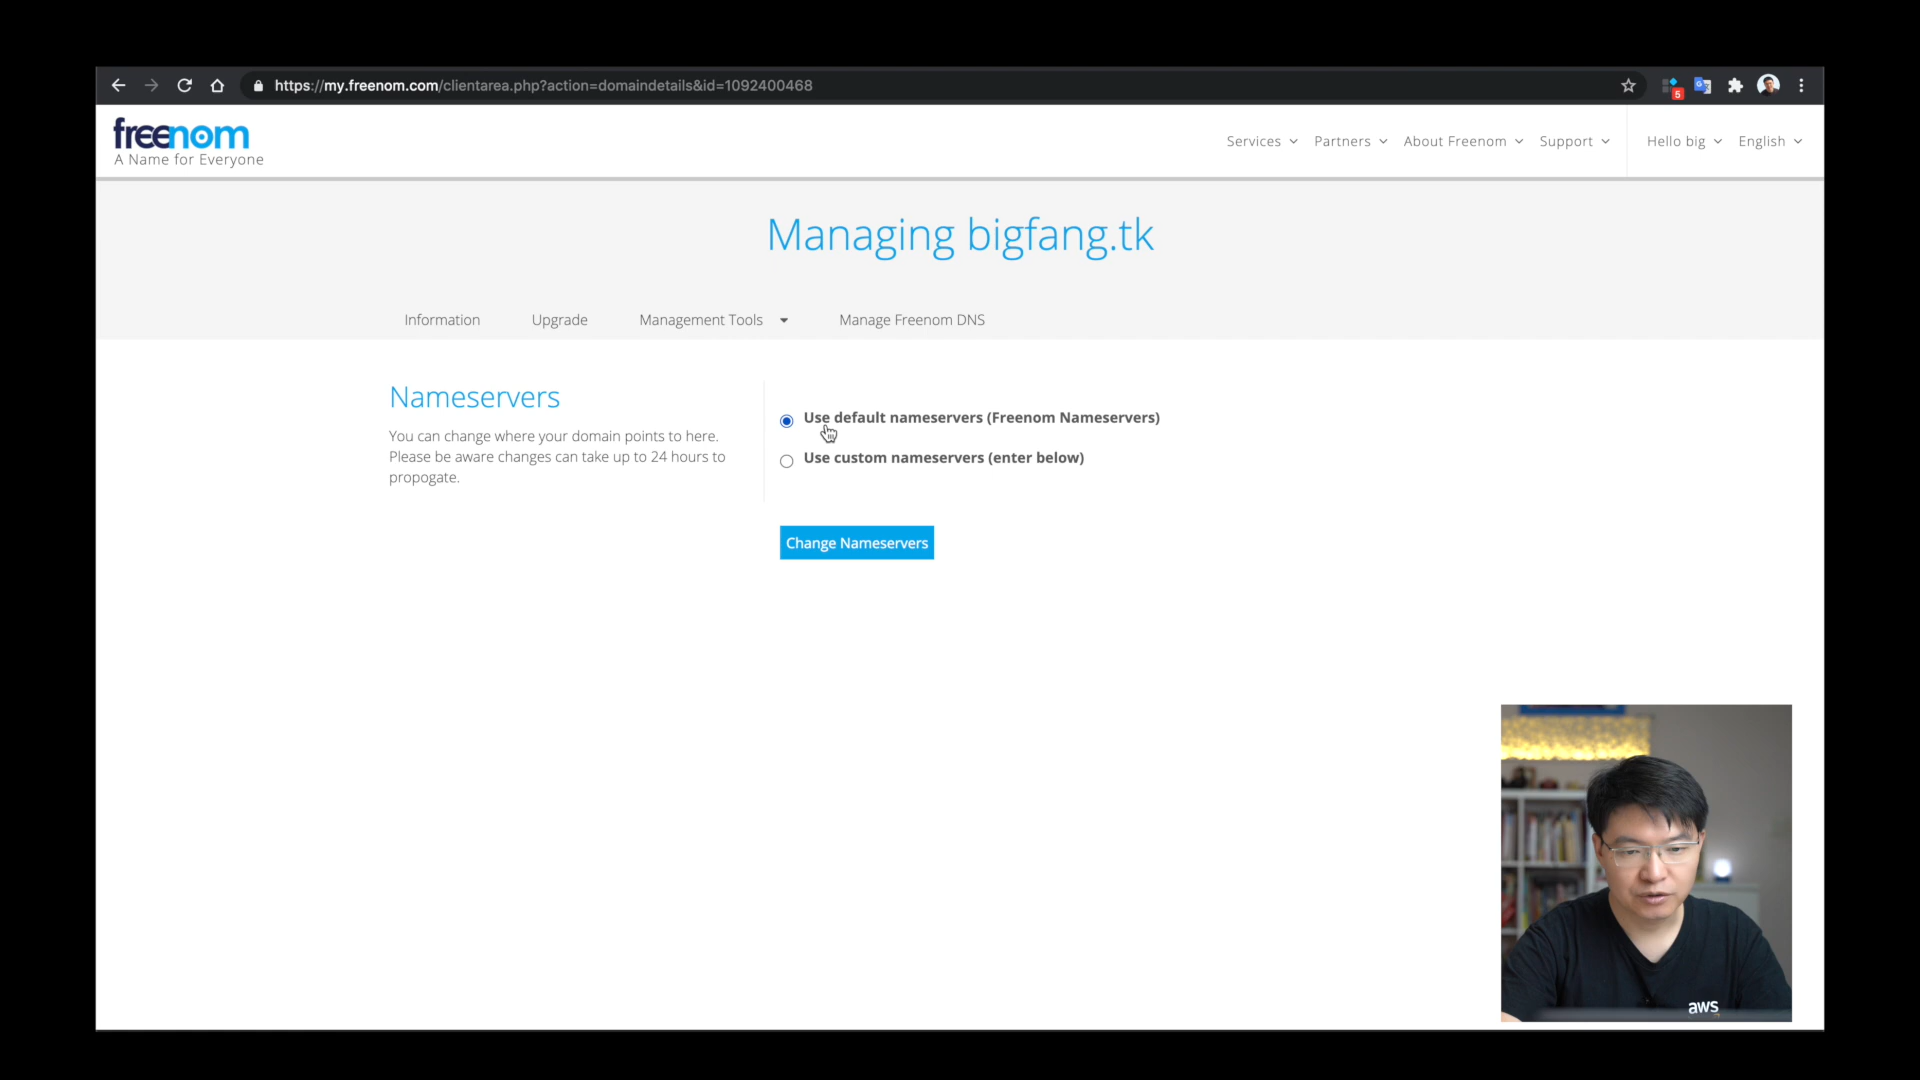 https://my.freenom.com/clientarea.php?action=domaindetails&id=1092400468
5
freenom
A Name for Everyone
Services
Partners
About Freenom
Support
Hello big
English
Managing bigfang.tk
Information
Upgrade
Management Tools
Manage Freenom DNS
Nameservers
You can change where your domain points to here.
Please be aware changes can take up to 24 hours to
propogate.
Use default nameservers (Freenom Nameservers)
Use custom nameservers (enter below)
Change Nameservers
aws